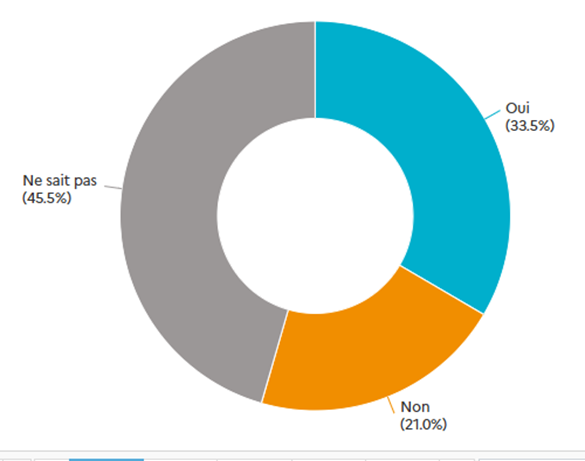 Oui
(33.5%)
Ne sait pas
(45.5%)
Non
(21.0%)